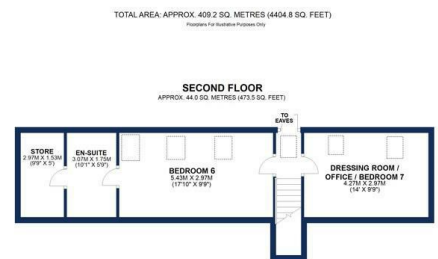 TOTAL AREA: APPROX. 409.2 SQ. METRES (4404.8 SQ. FEET)
Floorplans For Illustrative Purposes Only
SECOND FLOOR
APPROX. 44.0 SQ. METRES (473.5 SQ. FEET)
TO
EAVES
STORE
2.97M X 1.53M
(9'9" X 5')
EN-SUITE
3.07M X 1.73M
(10'1" X 5'9")
BEDROOM 6
5.43M X 2.97M
(17'10" X 9'9")
DRESSING ROOM /
OFFICE / BEDROOM 7
4.27M X 2.97M
(14' X 9'9")